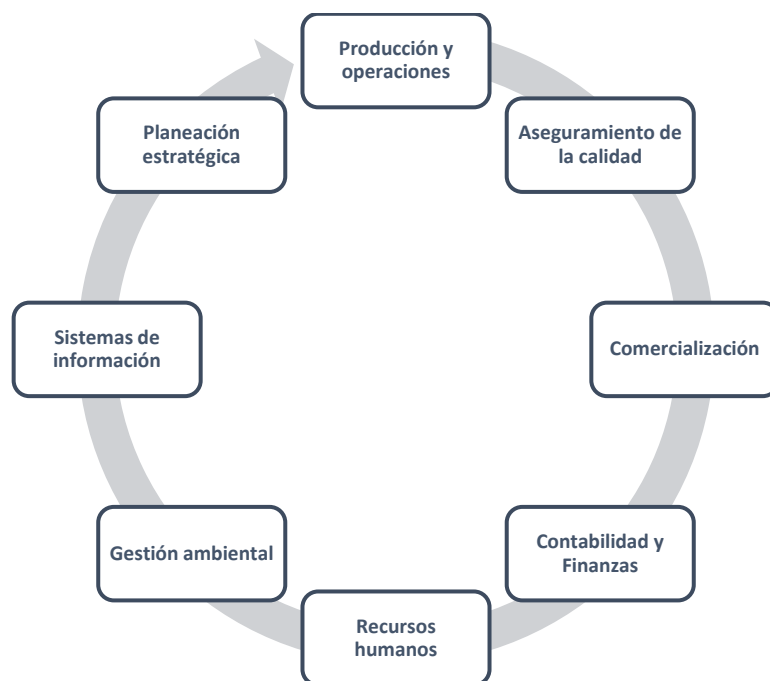 Producción y
operaciones
Aseguramiento de
la calidad
Comercialización
Contabilidad y
Finanzas
Recursos
humanos
Gestión ambiental
Sistemas de
información
Planeación
estratégica